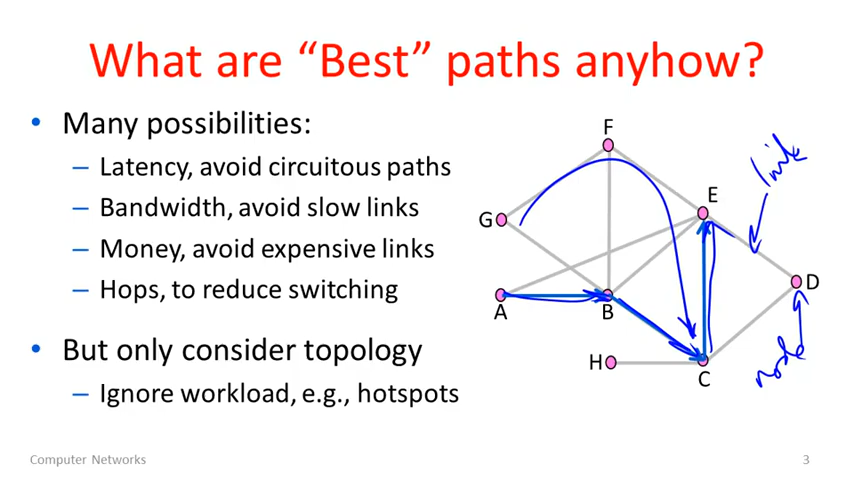 What are “Best” paths anyhow?
• Many possibilities:
– Latency, avoid circuitous paths
– Bandwidth, avoid slow links
– Money, avoid expensive links
– Hops, to reduce switching
• But only consider topology
– Ignore workload, e.g., hotspots
F
E
G
D
A
B
H
C
link
node
Computer Networks
3